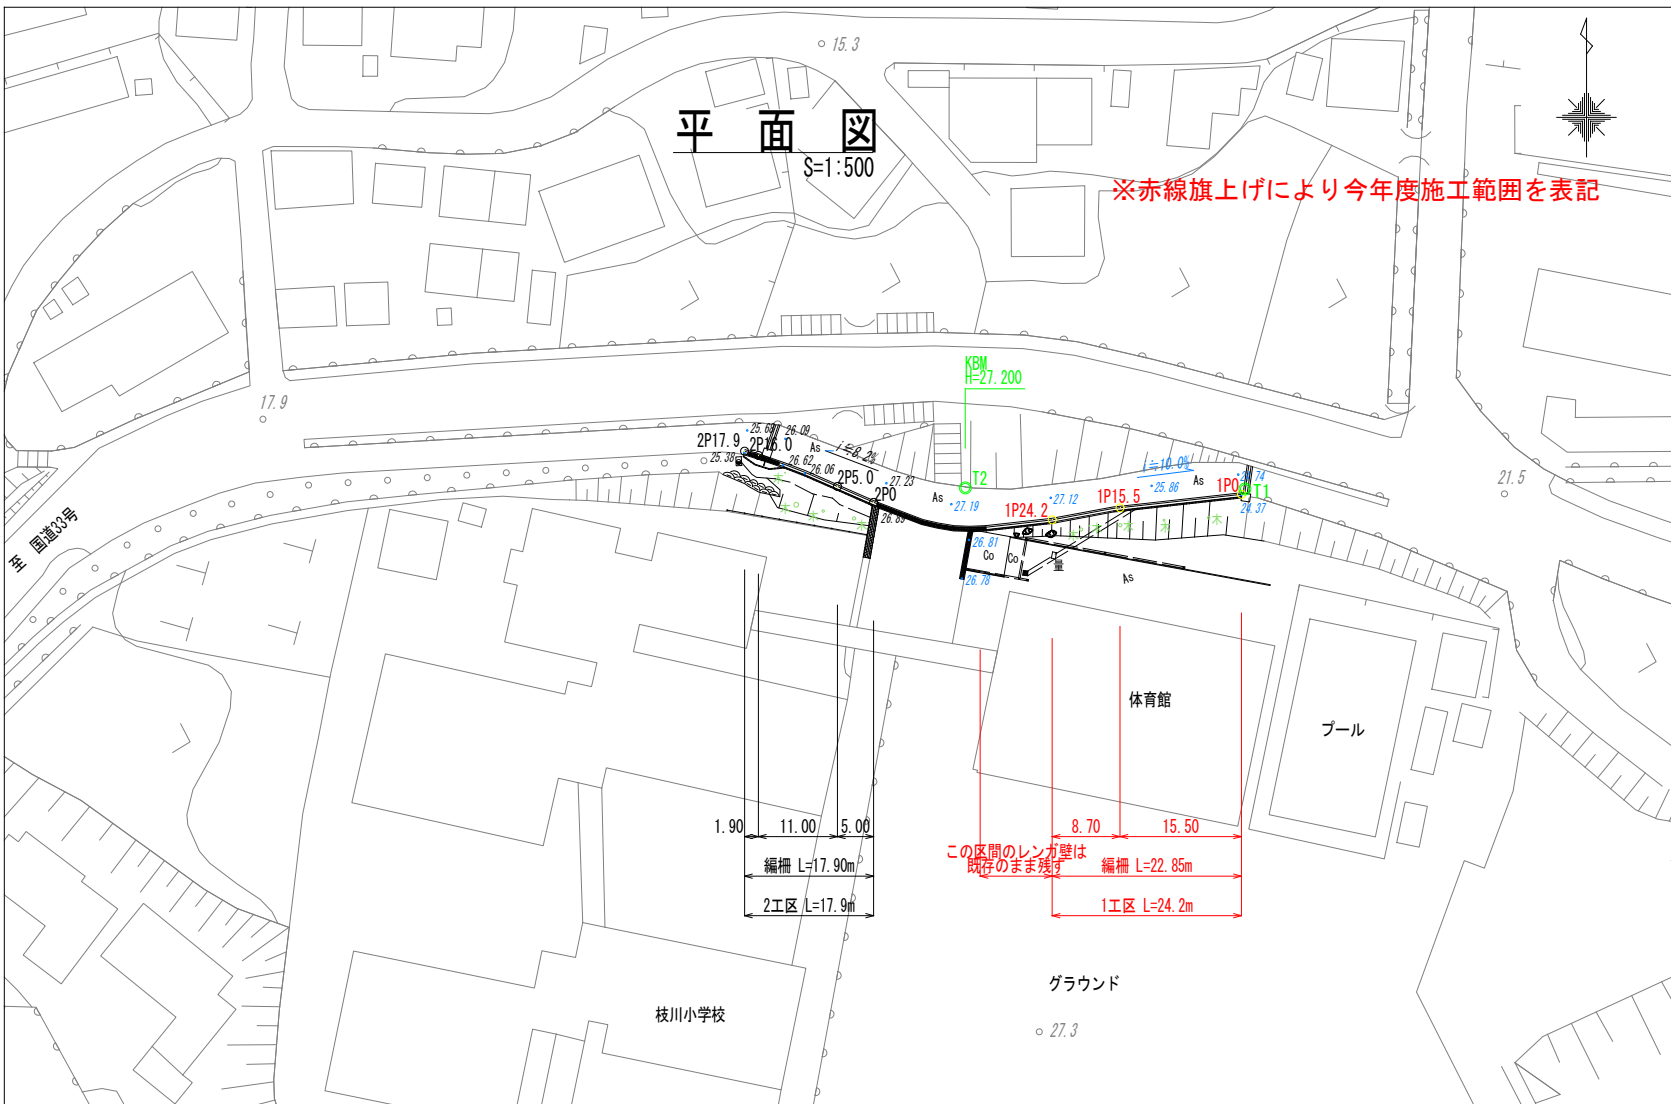 15.3
平面図
S=1:500
※赤線旗上げにより今年度施工範囲を表記
KBM
H=27.200
17.9
2P17.9
25.38
2P16.0
26.09
As
i≒8.2%
26.62
26.06
2P5.0
27.23
2P0
26.89
As
27.19
T2
27.12
1P24.2
1P15.5
i≒10.0%
25.86
As
1P0
T1
24.37
21.5
26.81
Co
Co
26.78
As
至 国道33号
体育館
プール
1.90
11.00
5.00
8.70
15.50
この区間のレンガ壁は
既存のまま残す
編柵 L=17.90m
編柵 L=22.85m
2工区 L=17.9m
1工区 L=24.2m
グラウンド
枝川小学校
27.3